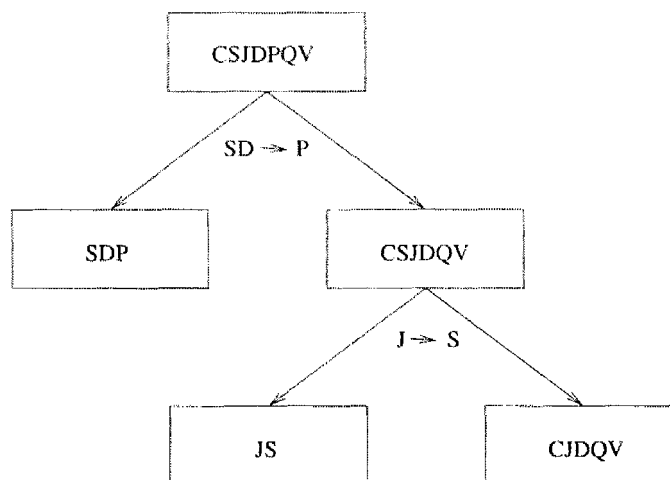 CSJDPQV
SD → P
SDP
CSJDQV
J → S
JS
CJDQV